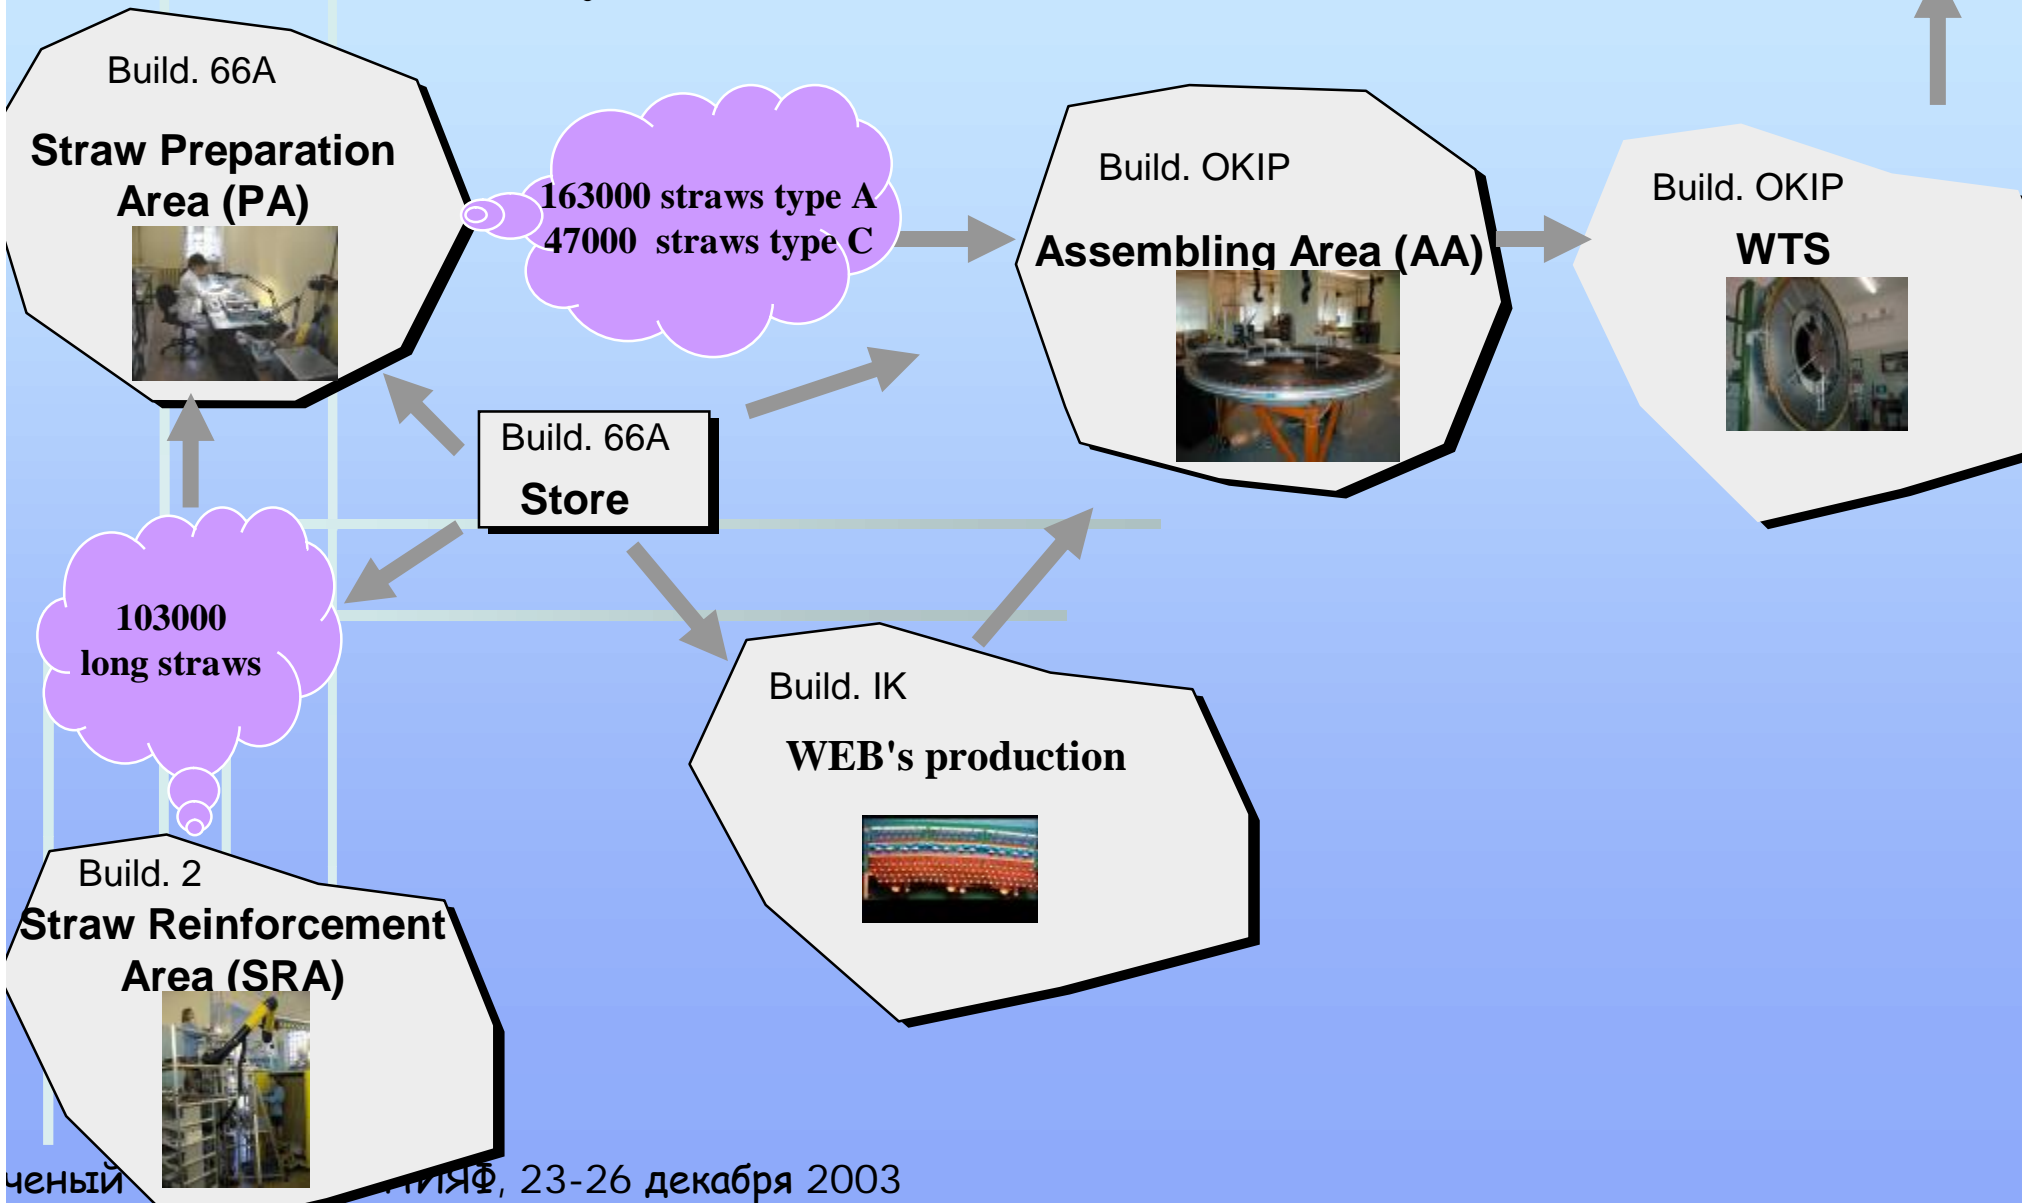 Build. 66A
Straw Preparation
Area (PA)
163000 straws type A
47000 straws type C
Build. OKIP
Assembling Area (AA)
Build. OKIP
WTS
Build. 66A
Store
103000
long straws
Build. IK
WEB's production
Build. 2
Straw Reinforcement
Area (SRA)
23-26 декабря 2003